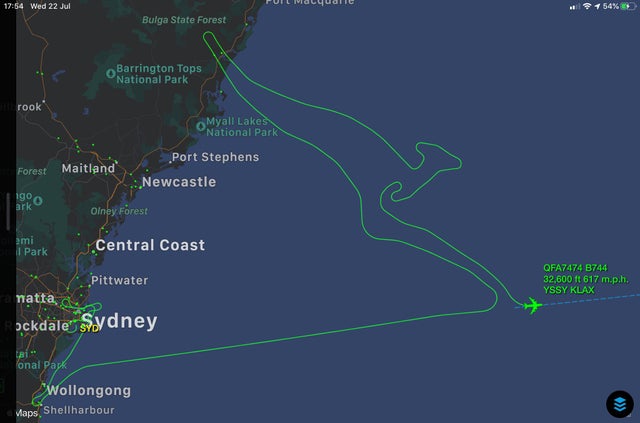 17:54 Wed 22 Jul
54%
Port Macquarie
Bulga State Forest
Barrington Tops
National Park
Myall Lakes
National Park
Port Stephens
Maitland
Newcastle
Forest
Olney Forest
Central Coast
Pittwater
QFA7474 B744
32,600 ft 617 m.p.h.
YSSY KLAX
Sydney
SYD
Rockdale
Wollongong
Shellharbour
Maps